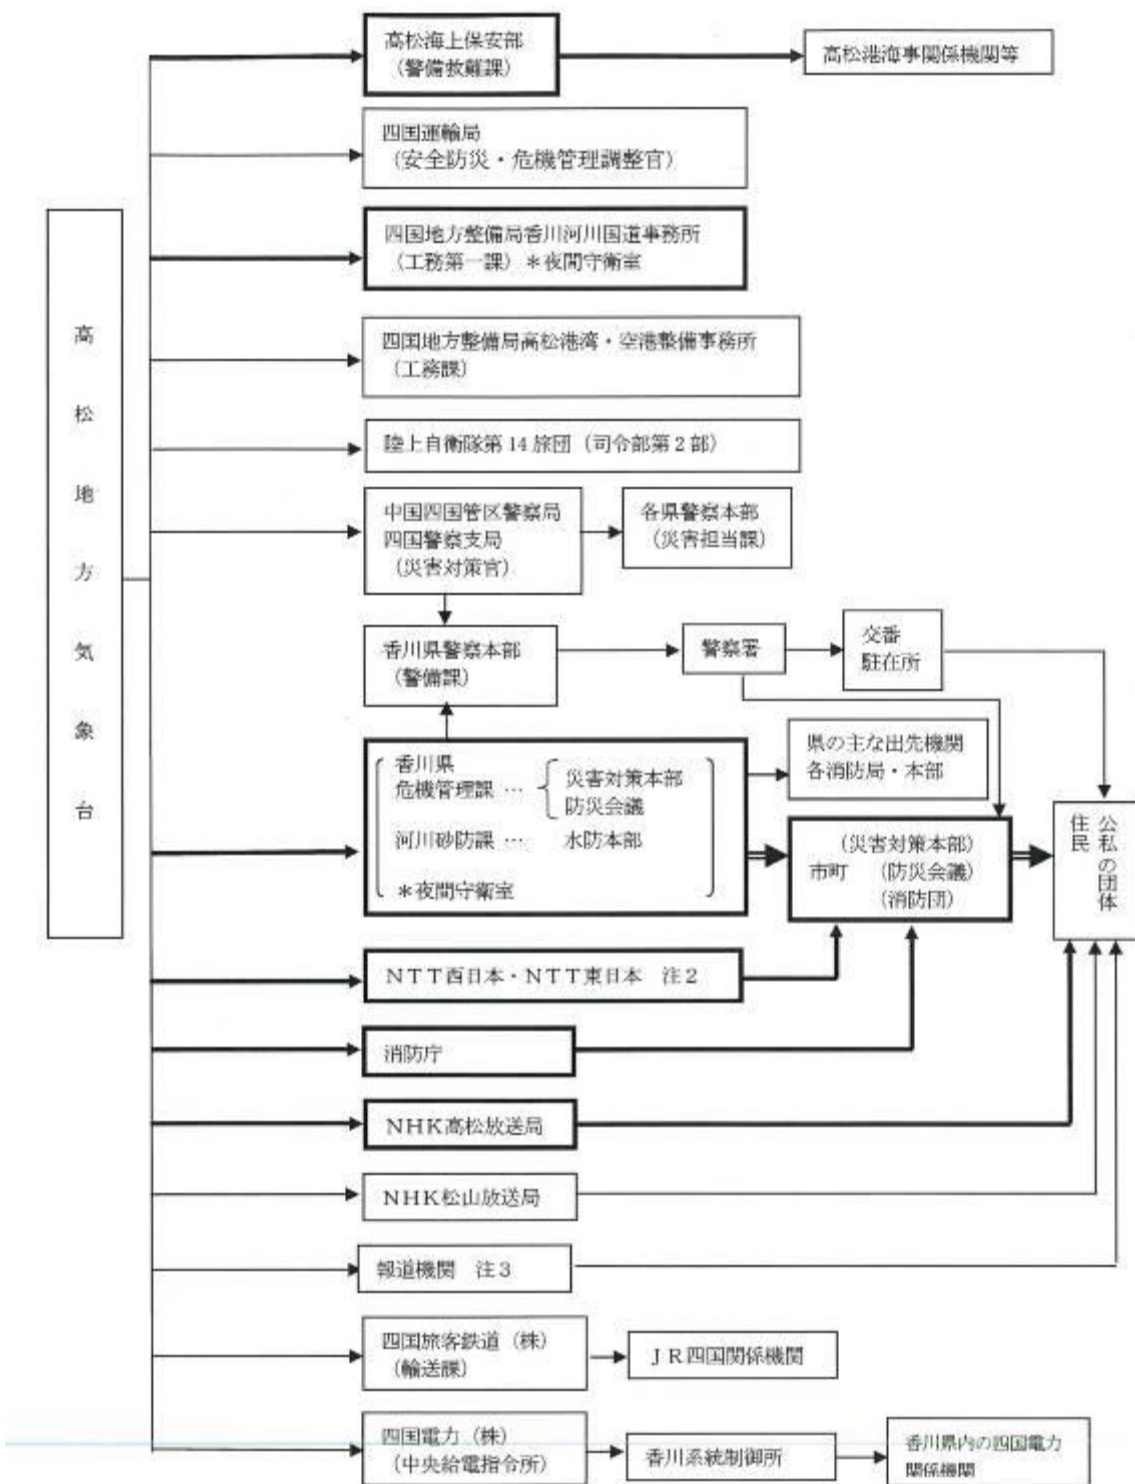 高松地方気象台
高松海上保安部
(警備救難課)
高松港海事関係機関等
四国運輸局
(安全防災・危機管理調整官)
四国地方整備局香川河川国道事務所
(工務第一課) *夜間守衛室
四国地方整備局高松港湾・空港整備事務所
(工務課)
陸上自衛隊第14旅団 (司令部第2部)
中国四国管区警察局
四国警察支局
(災害対策官)
各県警察本部
(災害担当課)
香川県警察本部
(警備課)
警察署
交番
駐在所
香川県
危機管理課 …
災害対策本部
防災会議
河川砂防課 … 水防本部
*夜間守衛室
県の主な出先機関
各消防局・本部
(災害対策本部)
市町 (防災会議)
(消防団)
公私の団体
住民
NTT西日本・NTT東日本 注2
消防庁
NHK高松放送局
NHK松山放送局
報道機関 注3
四国旅客鉄道 (株)
(輸送課)
JR四国関係機関
四国電力 (株)
(中央給電指令所)
香川系統制御所
香川県内の四国電力
関係機関